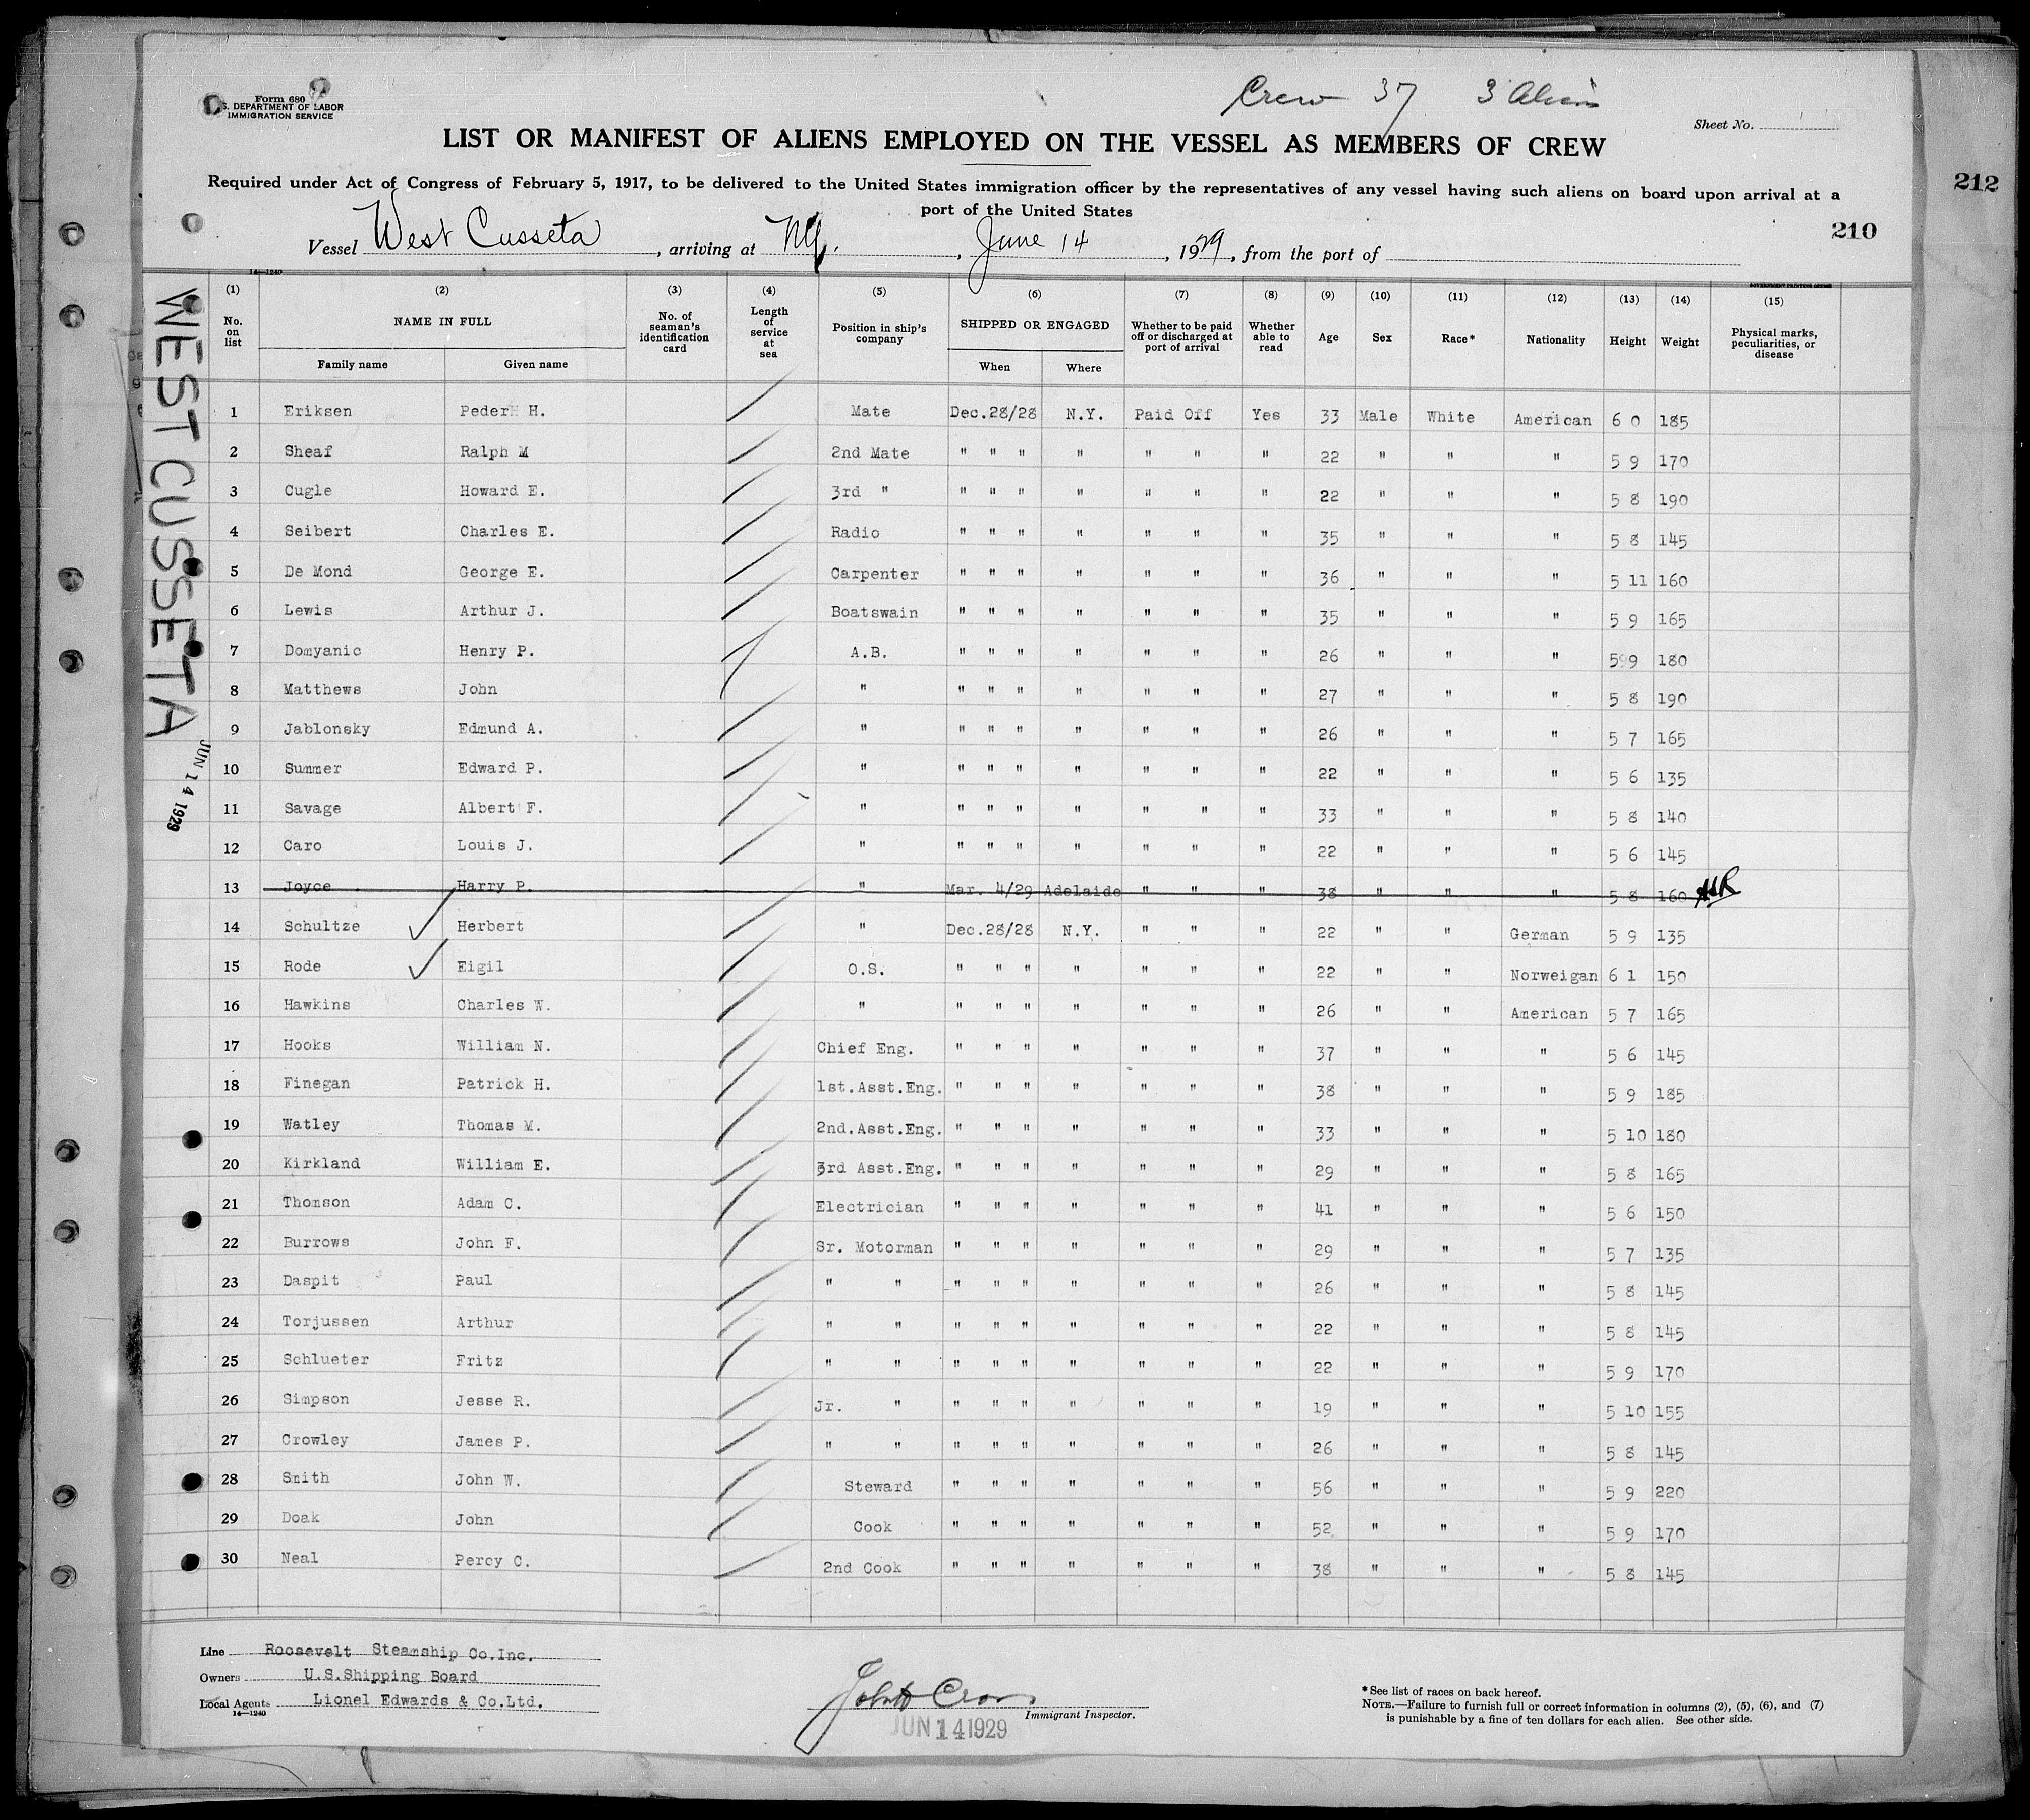 Form 680
U.S. DEPARTMENT OF LABOR
IMMIGRATION SERVICE
Crew 37 3 Aliens
Sheet No.
LIST OR MANIFEST OF ALIENS EMPLOYED ON THE VESSEL AS MEMBERS OF CREW
Required under Act of Congress of February 5, 1917, to be delivered to the United States immigration officer by the representatives of any vessel having such aliens on board upon arrival at a
port of the United States
212
210
Vessel West Cusseta, arriving at NY., June 14, 1929, from the port of
14—1240
GOVERNMENT PRINTING OFFICE
WEST CUSSETA
JUN 14 1929
(1) (2) (3) (4) (5) (6) (7) (8) (9) (10) (11) (12) (13) (14) (15)
No. on list NAME IN FULL Family name Given name No. of seaman's identification card Length of service at sea Position in ship's company SHIPPED OR ENGAGED When Where Whether to be paid off or discharged at port of arrival Whether able to read Age Sex Race* Nationality Height Weight Physical marks, peculiarities, or disease
1 Eriksen Peder H. Mate Dec.28/28 N.Y. Paid Off Yes 33 Male White American 6 0 185
2 Sheaf Ralph M 2nd Mate " " " " " " " 22 " " " 5 9 170
3 Cugle Howard E. 3rd " " " " " " " " 22 " " " 5 8 190
4 Seibert Charles E. Radio " " " " " " " 35 " " " 5 8 145
5 De Mond George E. Carpenter " " " " " " " 36 " " " 5 11 160
6 Lewis Arthur J. Boatswain " " " " " " " 35 " " " 5 9 165
7 Domyanic Henry P. A.B. " " " " " " " 26 " " " 5 9 180
8 Matthews John " " " " " " " " 27 " " " 5 8 190
9 Jablonsky Edmund A. " " " " " " " " 26 " " " 5 7 165
10 Summer Edward P. " " " " " " " " 22 " " " 5 6 135
11 Savage Albert F. " " " " " " " " 33 " " " 5 8 140
12 Caro Louis J. " " " " " " " " 22 " " " 5 6 145
13 Joyce Harry P. " Mar. 4/29 Adelaide " " " 38 " " " 5 8 160
14 Schultze Herbert " Dec.28/28 N.Y. " " " 22 " " German 5 9 135
15 Rode Eigil O.S. " " " " " " " 22 " " Norweigan 6 1 150
16 Hawkins Charles W. " " " " " " " " 26 " " American 5 7 165
17 Hooks William N. Chief Eng. " " " " " " " 37 " " " 5 6 145
18 Finegan Patrick H. 1st.Asst.Eng. " " " " " " " 38 " " " 5 9 185
19 Watley Thomas M. 2nd.Asst.Eng. " " " " " " " 33 " " " 5 10 180
20 Kirkland William E. 3rd Asst.Eng. " " " " " " " 29 " " " 5 8 165
21 Thomson Adam C. Electrician " " " " " " " 41 " " " 5 6 150
22 Burrows John F. Sr. Motorman " " " " " " " 29 " " " 5 7 135
23 Daspit Paul " " " " " " " " " 26 " " " 5 8 145
24 Torjussen Arthur " " " " " " " " " 22 " " " 5 8 145
25 Schlueter Fritz " " " " " " " " " 22 " " " 5 9 170
26 Simpson Jesse R. Jr. " " " " " " " " 19 " " " 5 10 155
27 Crowley James P. " " " " " " " " " 26 " " " 5 8 145
28 Smith John W. Steward " " " " " " " 56 " " " 5 9 220
29 Doak John Cook " " " " " " " 52 " " " 5 9 170
30 Neal Percy C. 2nd Cook " " " " " " " 38 " " " 5 8 145
Line Roosevelt Steamship Co.Inc.
Owners U.S.Shipping Board
Local Agents Lionel Edwards & Co.Ltd.
14—1240
Immigrant Inspector.
JUN 14 1929
*See list of races on back hereof.
NOTE.—Failure to furnish full or correct information in columns (2), (5), (6), and (7)
is punishable by a fine of ten dollars for each alien. See other side.